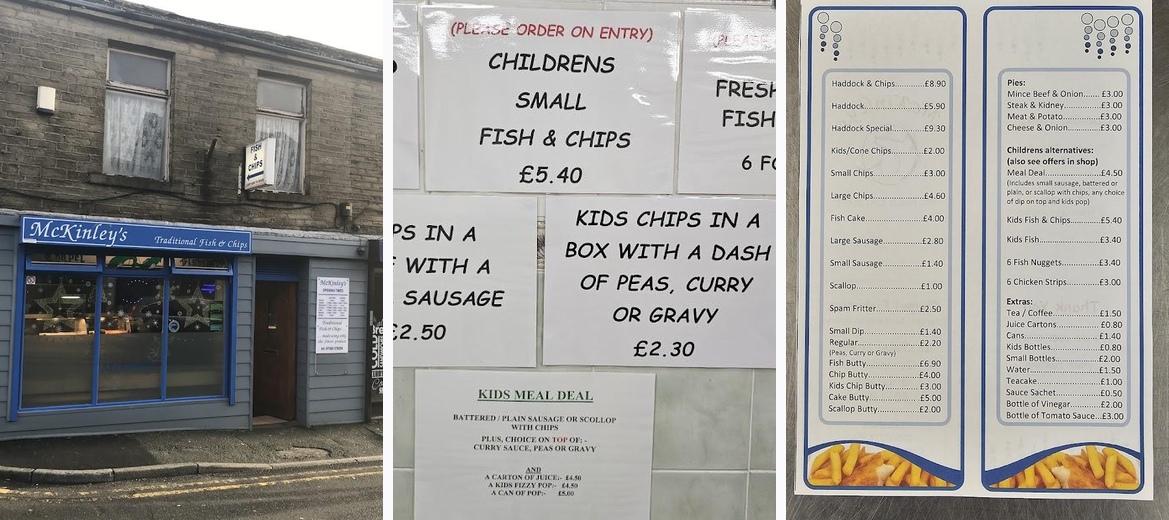 FISH
&
CHIPS
McKinley's Traditional Fish & Chips
McKinley's
OPENING TIMES
Traditional
Fish & Chips
(PLEASE ORDER ON ENTRY)
CHILDRENS
SMALL
FISH & CHIPS
£5.40
FRESH
FISH
6 FO
PS IN A
WITH A
SAUSAGE
£2.50
KIDS CHIPS IN A
BOX WITH A DASH
OF PEAS, CURRY
OR GRAVY
£2.30
KIDS MEAL DEAL
BATTERED / PLAIN SAUSAGE OR SCOLLOP
WITH CHIPS
PLUS, CHOICE ON TOP OF: -
CURRY SAUCE, PEAS OR GRAVY
AND
A CARTON OF JUICE:- £4.50
A KIDS FIZZY POP:- £4.50
A CAN OF POP:- £5.00
Haddock & Chips...£8.90
Haddock...£5.90
Haddock Special...£9.30
Kids/Cone Chips...£2.00
Small Chips...£3.00
Large Chips...£4.60
Fish Cake...£4.00
Large Sausage...£2.80
Small Sausage...£1.40
Scallop...£1.00
Spam Fritter...£2.50
Small Dip...£1.40
Regular...£2.20
(Peas, Curry or Gravy)
Fish Butty...£6.90
Chip Butty...£4.00
Kids Chip Butty...£3.00
Cake Butty...£5.00
Scallop Butty...£2.00
Pies:
Mince Beef & Onion...£3.00
Steak & Kidney...£3.00
Meat & Potato...£3.00
Cheese & Onion...£3.00
Childrens alternatives:
(also see offers in shop)
Meal Deal...£4.50
(Includes small sausage, battered or
plain, or scallop with chips, any choice
of dip on top and kids pop)
Kids Fish & Chips...£5.40
Kids Fish...£3.40
6 Fish Nuggets...£3.40
6 Chicken Strips...£3.00
Extras:
Tea / Coffee...£1.50
Juice Cartons...£0.80
Cans...£1.40
Kids Bottles...£0.80
Small Bottles...£2.00
Water...£1.50
Teacake...£1.00
Sauce Sachet...£0.50
Bottle of Vinegar...£2.00
Bottle of Tomato Sauce...£3.00